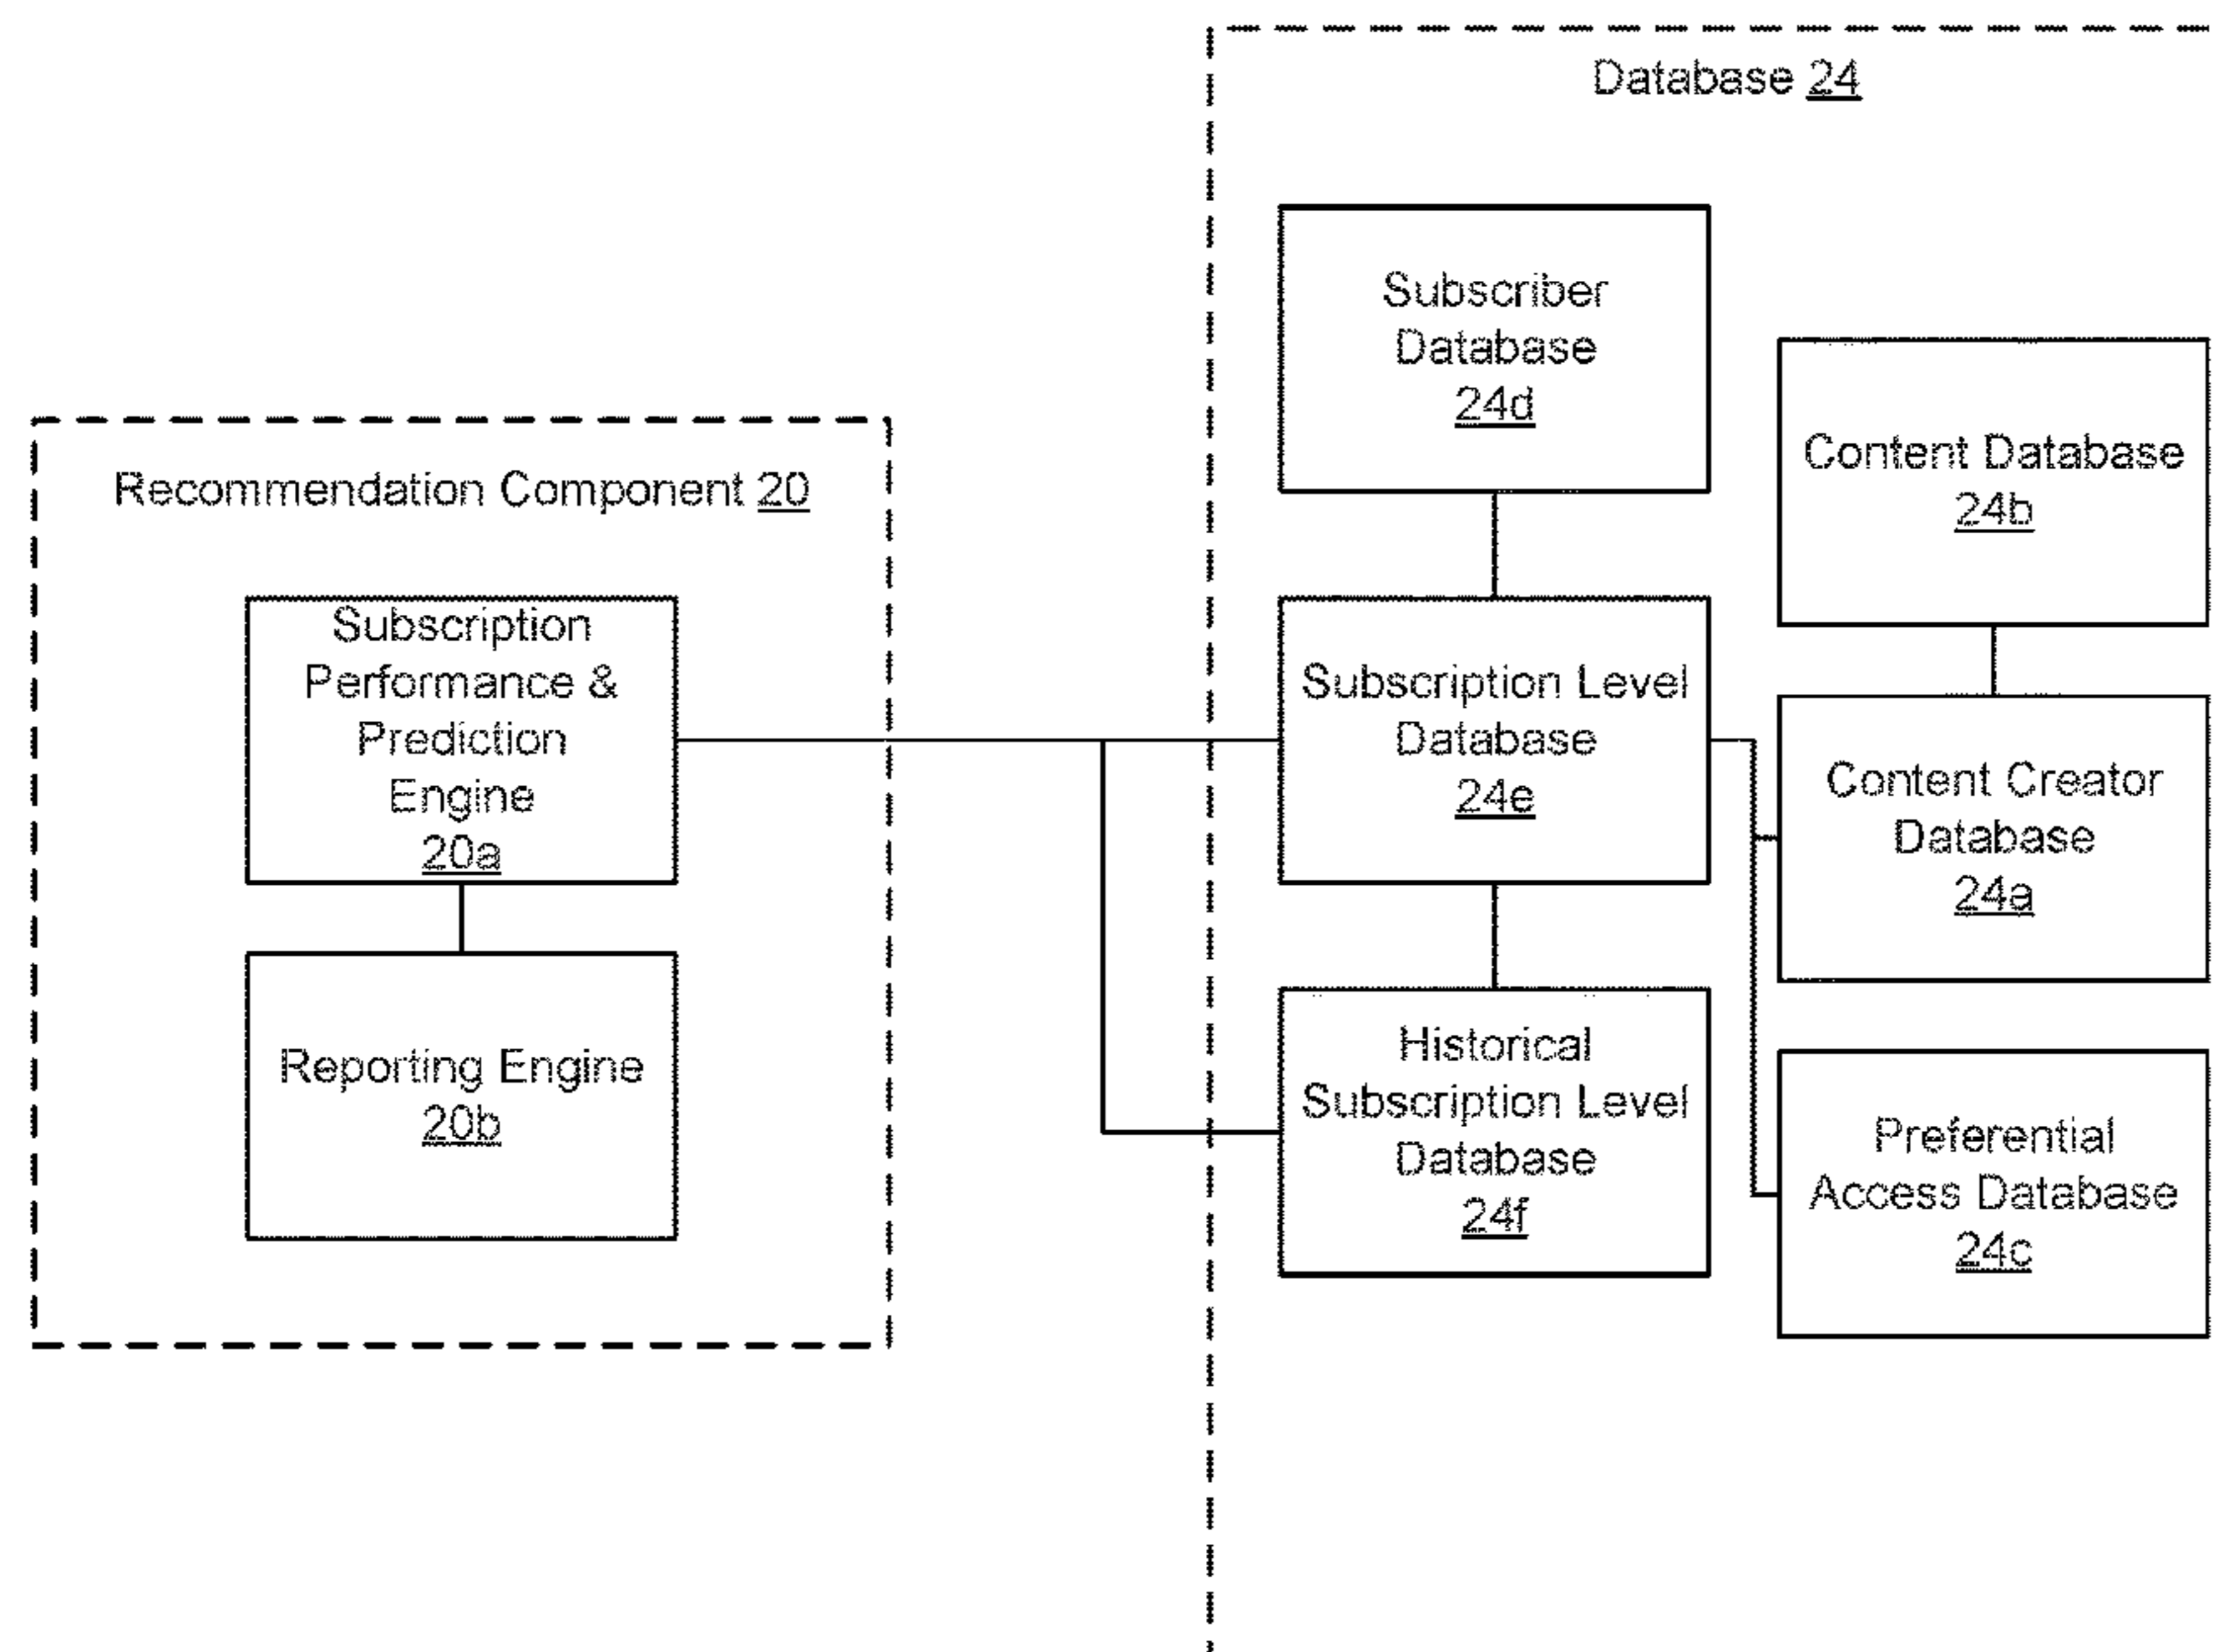 Database 24
Subscriber
Database
24d
Content Database
24b
Recommendation Component 20
Subscription
Performance &
Prediction
Engine
20a
Subscription Level
Database
24e
Content Creator
Database
24a
Reporting Engine
20b
Historical
Subscription Level
Database
24f
Preferential
Access Database
24c